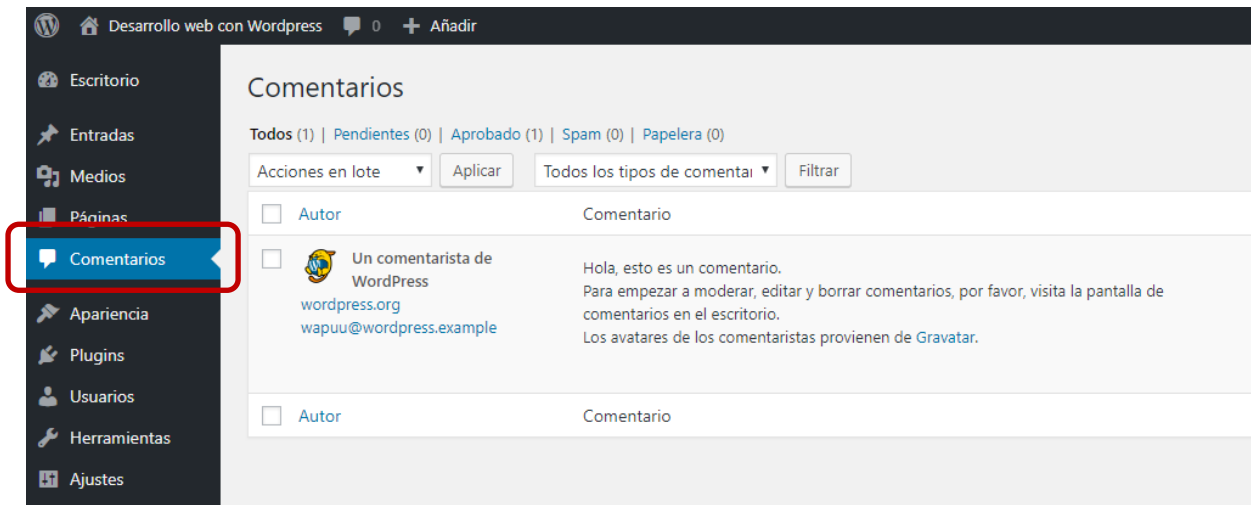 Desarrollo web con Wordpress 0 Añadir
Escritorio
Entradas
Medios
Páginas
Comentarios
Apariencia
Plugins
Usuarios
Herramientas
Ajustes
Comentarios
Todos (1) | Pendientes (0) | Aprobado (1) | Spam (0) | Papelera (0)
Acciones en lote Aplicar Todos los tipos de comentar Filtrar
Autor Comentario
Un comentarista de
WordPress
wordpress.org
wapuu@wordpress.example
Hola, esto es un comentario.
Para empezar a moderar, editar y borrar comentarios, por favor, visita la pantalla de
comentarios en el escritorio.
Los avatares de los comentaristas provienen de Gravatar.
Autor Comentario